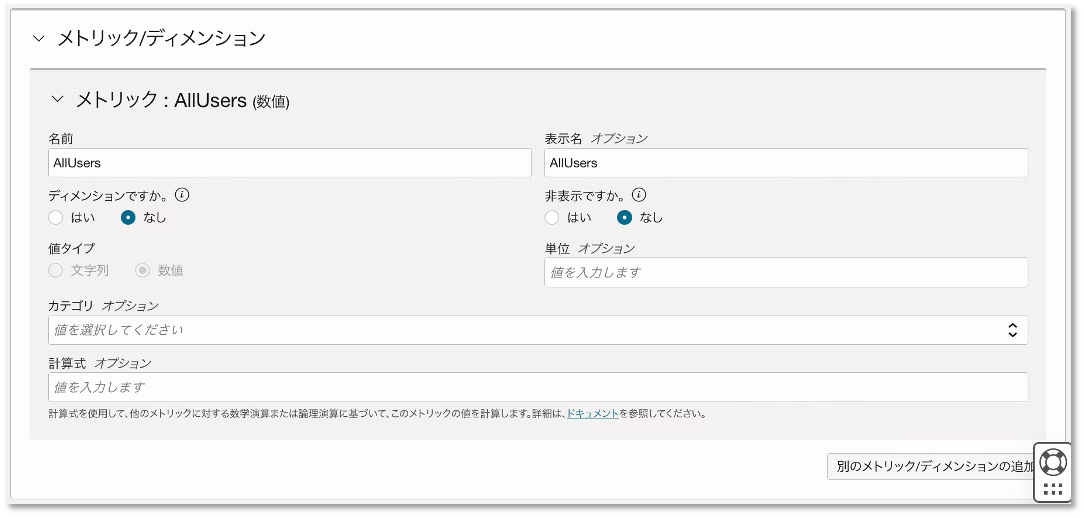 メトリック/ディメンション
メトリック : AllUsers (数値)
名前
表示名 オプション
AllUsers
AllUsers
ディメンションですか。
非表示ですか。
はい なし
はい なし
値タイプ
単位 オプション
文字列 数値
値を入力します
カテゴリ オプション
値を選択してください
計算式 オプション
値を入力します
計算式を使用して、他のメトリックに対する数学演算または論理演算に基づいて、このメトリックの値を計算します。詳細は、ドキュメントを参照してください。
別のメトリック/ディメンションの追加